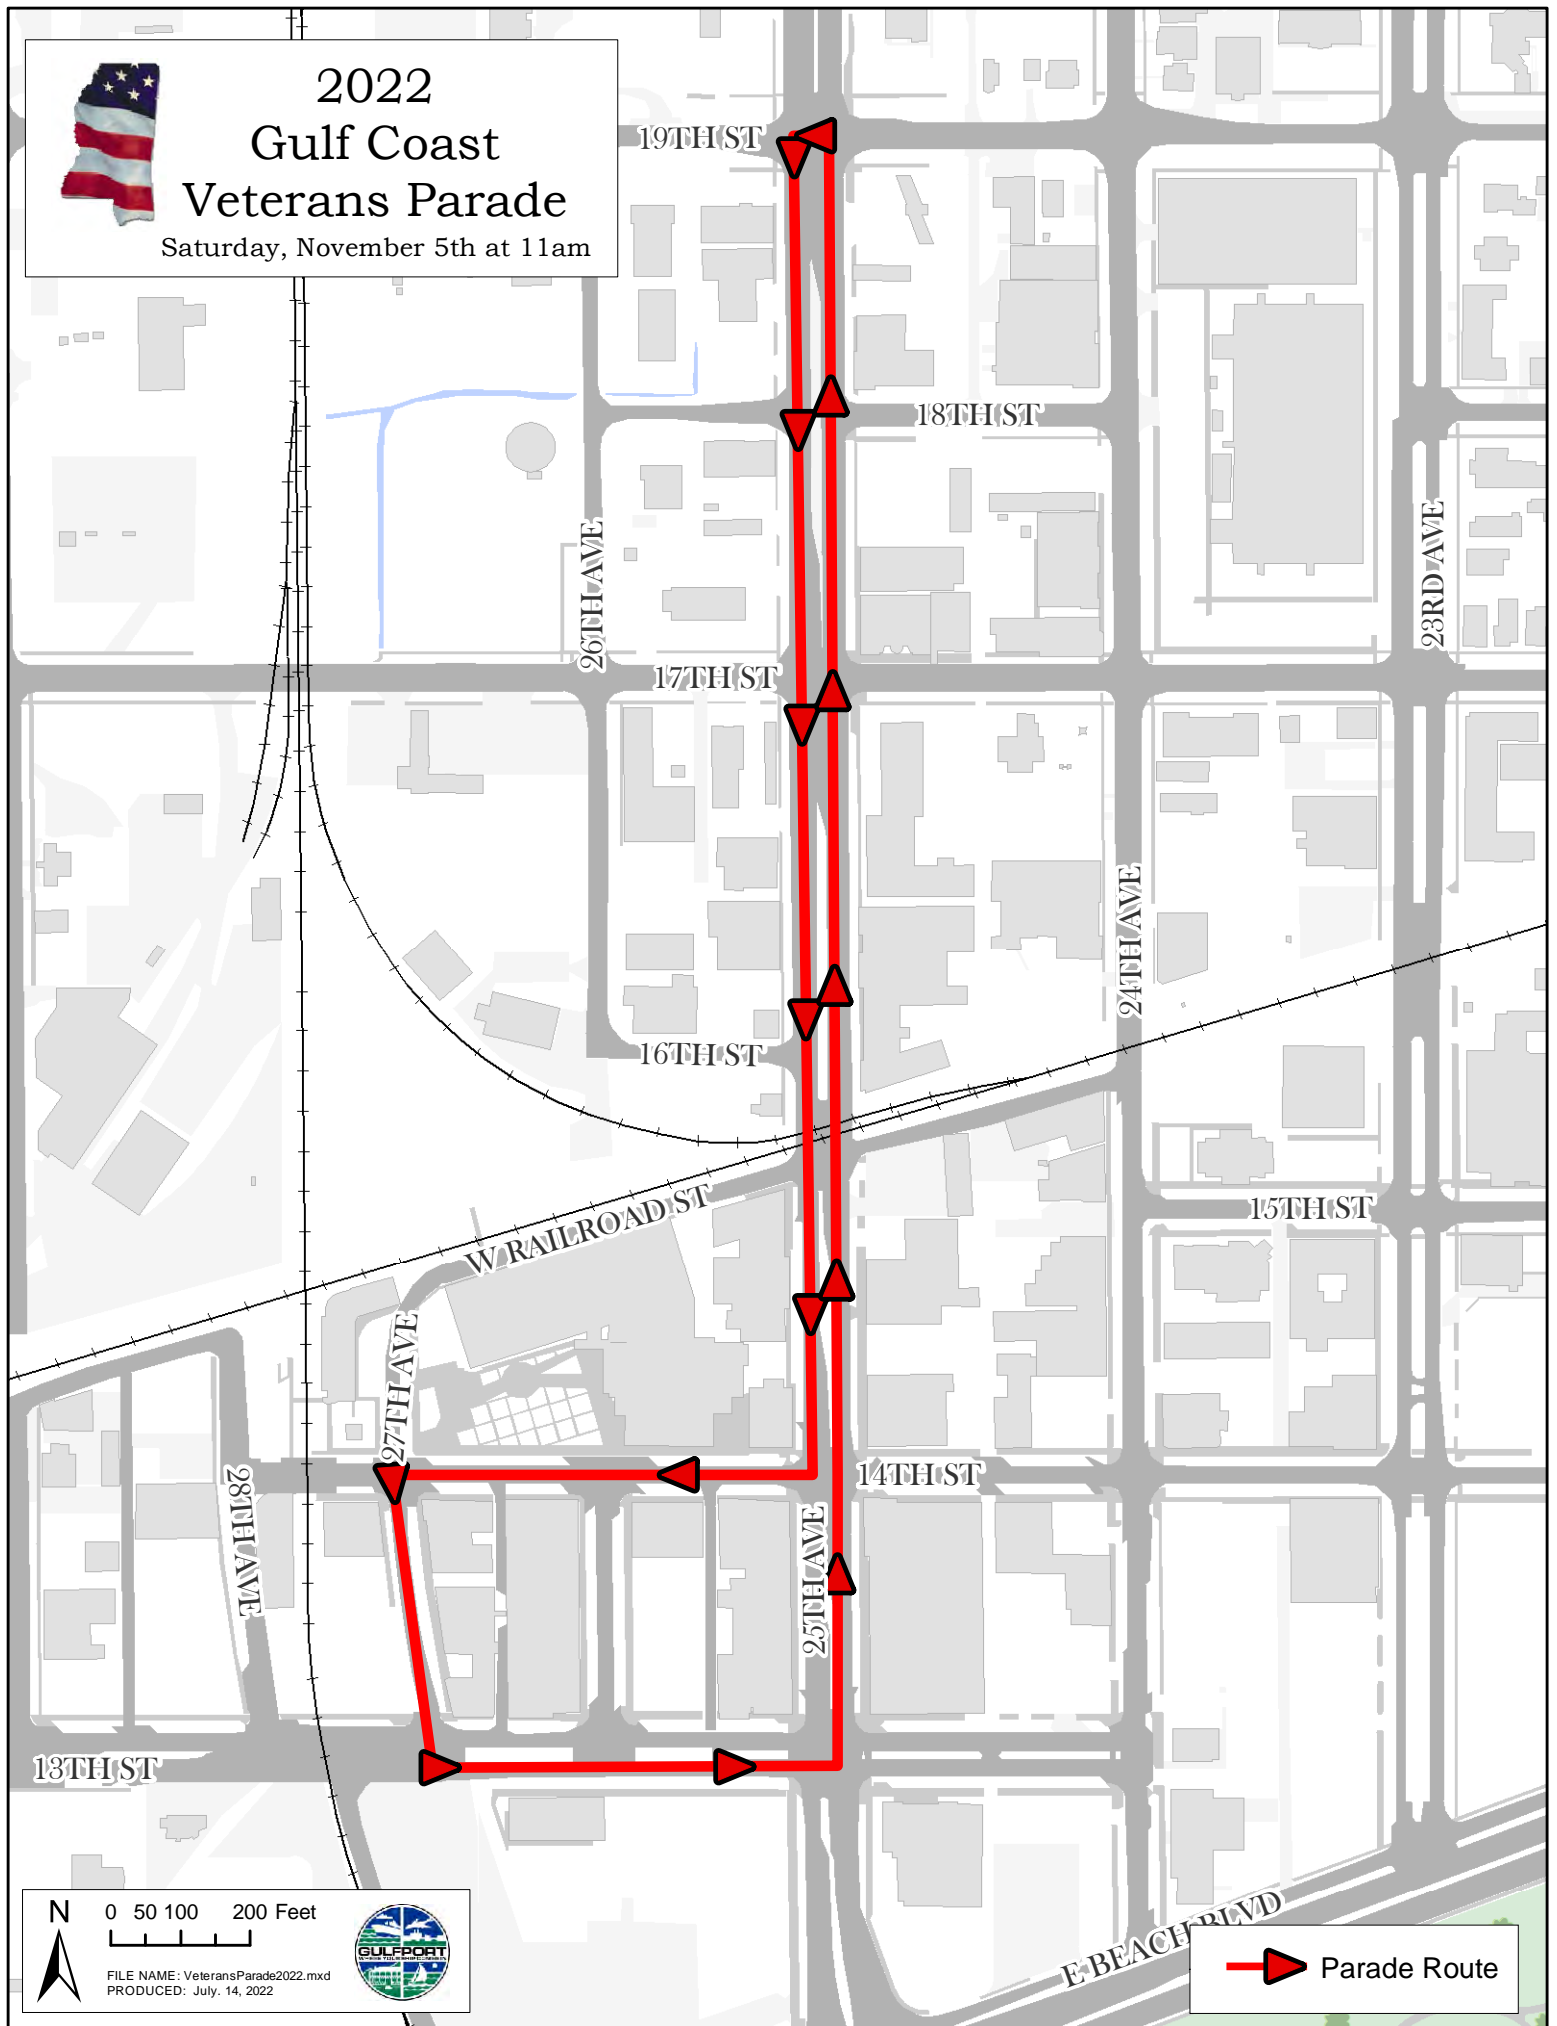 2022
Gulf Coast
Veterans Parade
Saturday, November 5th at 11am
19TH ST
18TH ST
26TH AVE
23RD AVE
17TH ST
24TH AVE
16TH ST
15TH ST
W RAILROAD ST
27TH AVE
14TH ST
28TH AVE
25TH AVE
13TH ST
E BEACH BLVD
N
0 50 100 200 Feet
FILE NAME: VeteransParade2022.mxd
PRODUCED: July. 14, 2022
GULFPORT
Parade Route